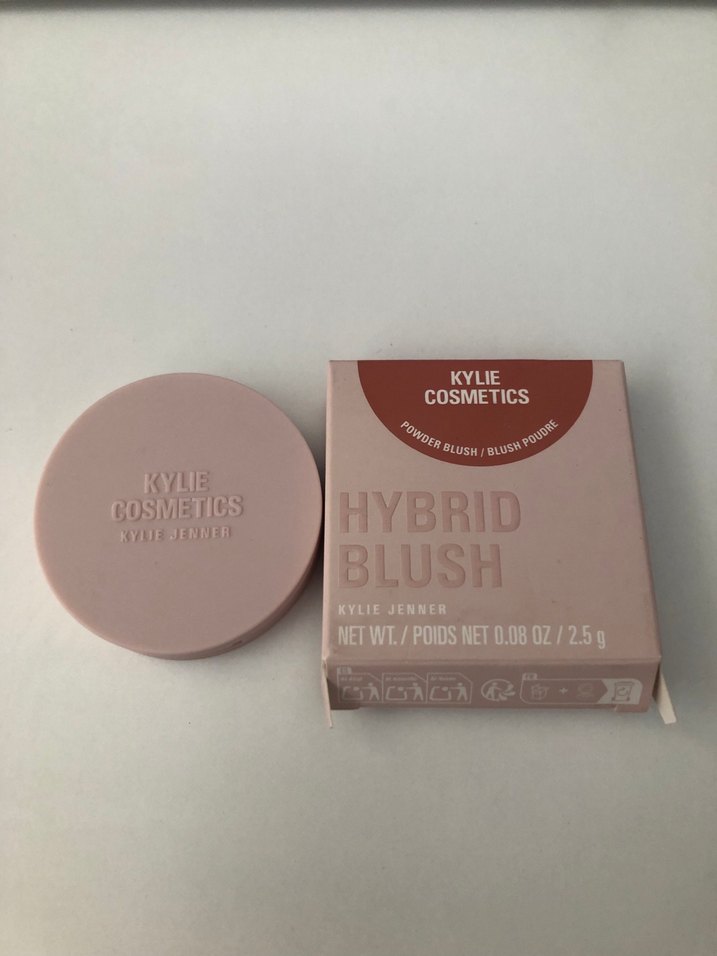 KYLIE
COSMETICS
KYLIE JENNER
KYLIE
COSMETICS
POWDER BLUSH / BLUSH POUDRE
HYBRID
BLUSH
KYLIE JENNER
NET WT. / POIDS NET 0.08 OZ / 2.5 g